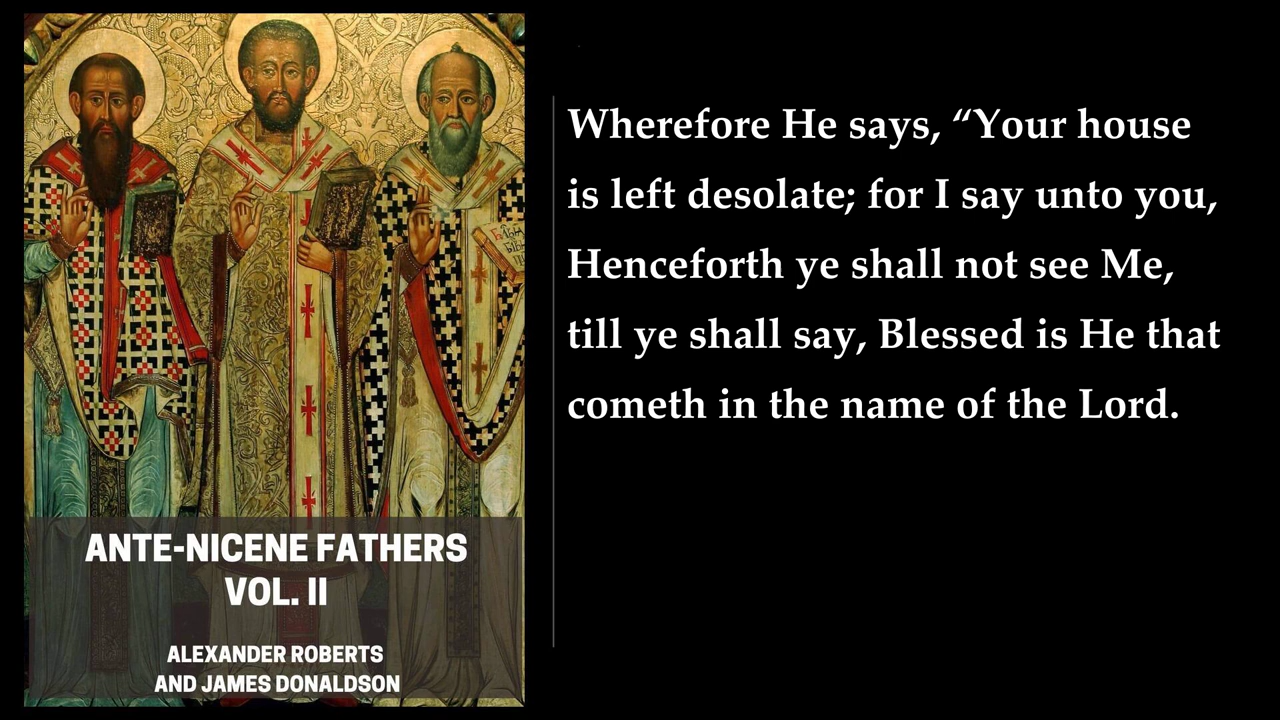 Wherefore He says, “Your house
is left desolate; for I say unto you,
Henceforth ye shall not see Me,
till ye shall say, Blessed is He that
cometh in the name of the Lord.
ANTE-NICENE FATHERS
VOL. II
ALEXANDER ROBERTS
AND JAMES DONALDSON